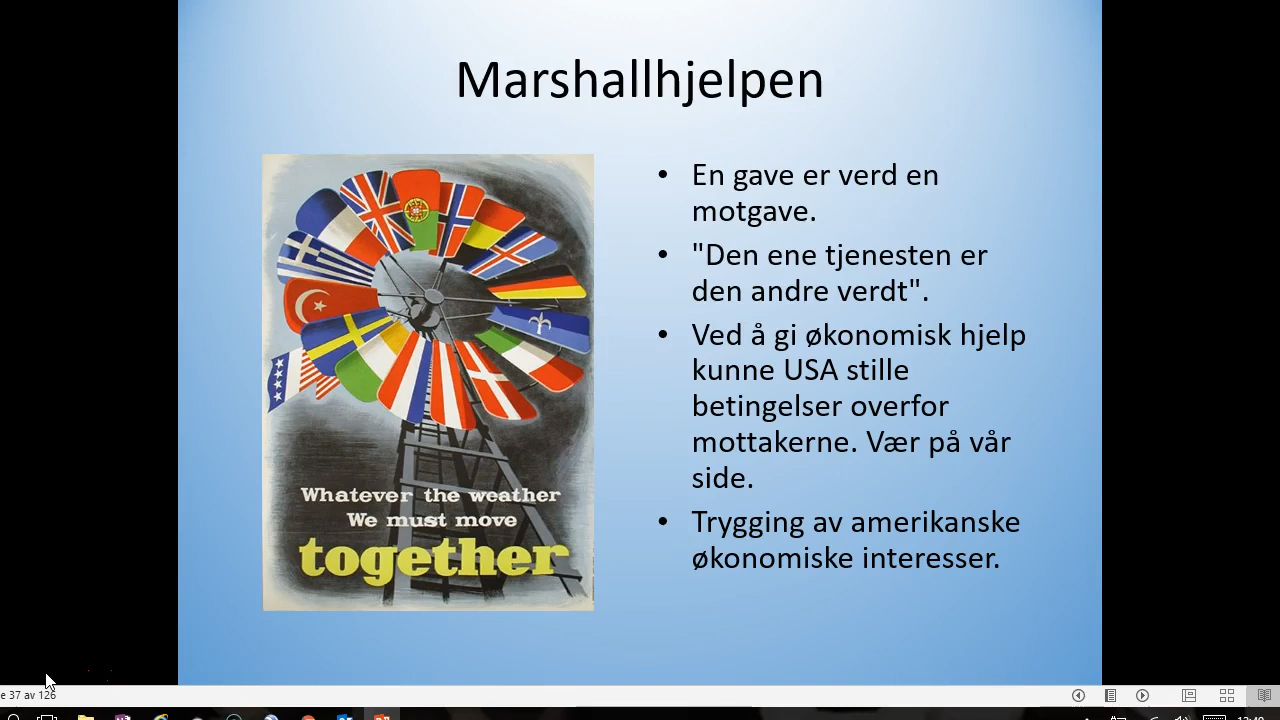 Marshallhjelpen
Whatever the weather
We must move
together
• En gave er verd en
motgave.
• "Den ene tjenesten er
den andre verdt".
• Ved å gi økonomisk hjelp
kunne USA stille
betingelser overfor
mottakerne. Vær på vår
side.
• Trygging av amerikanske
økonomiske interesser.
e 37 av 126